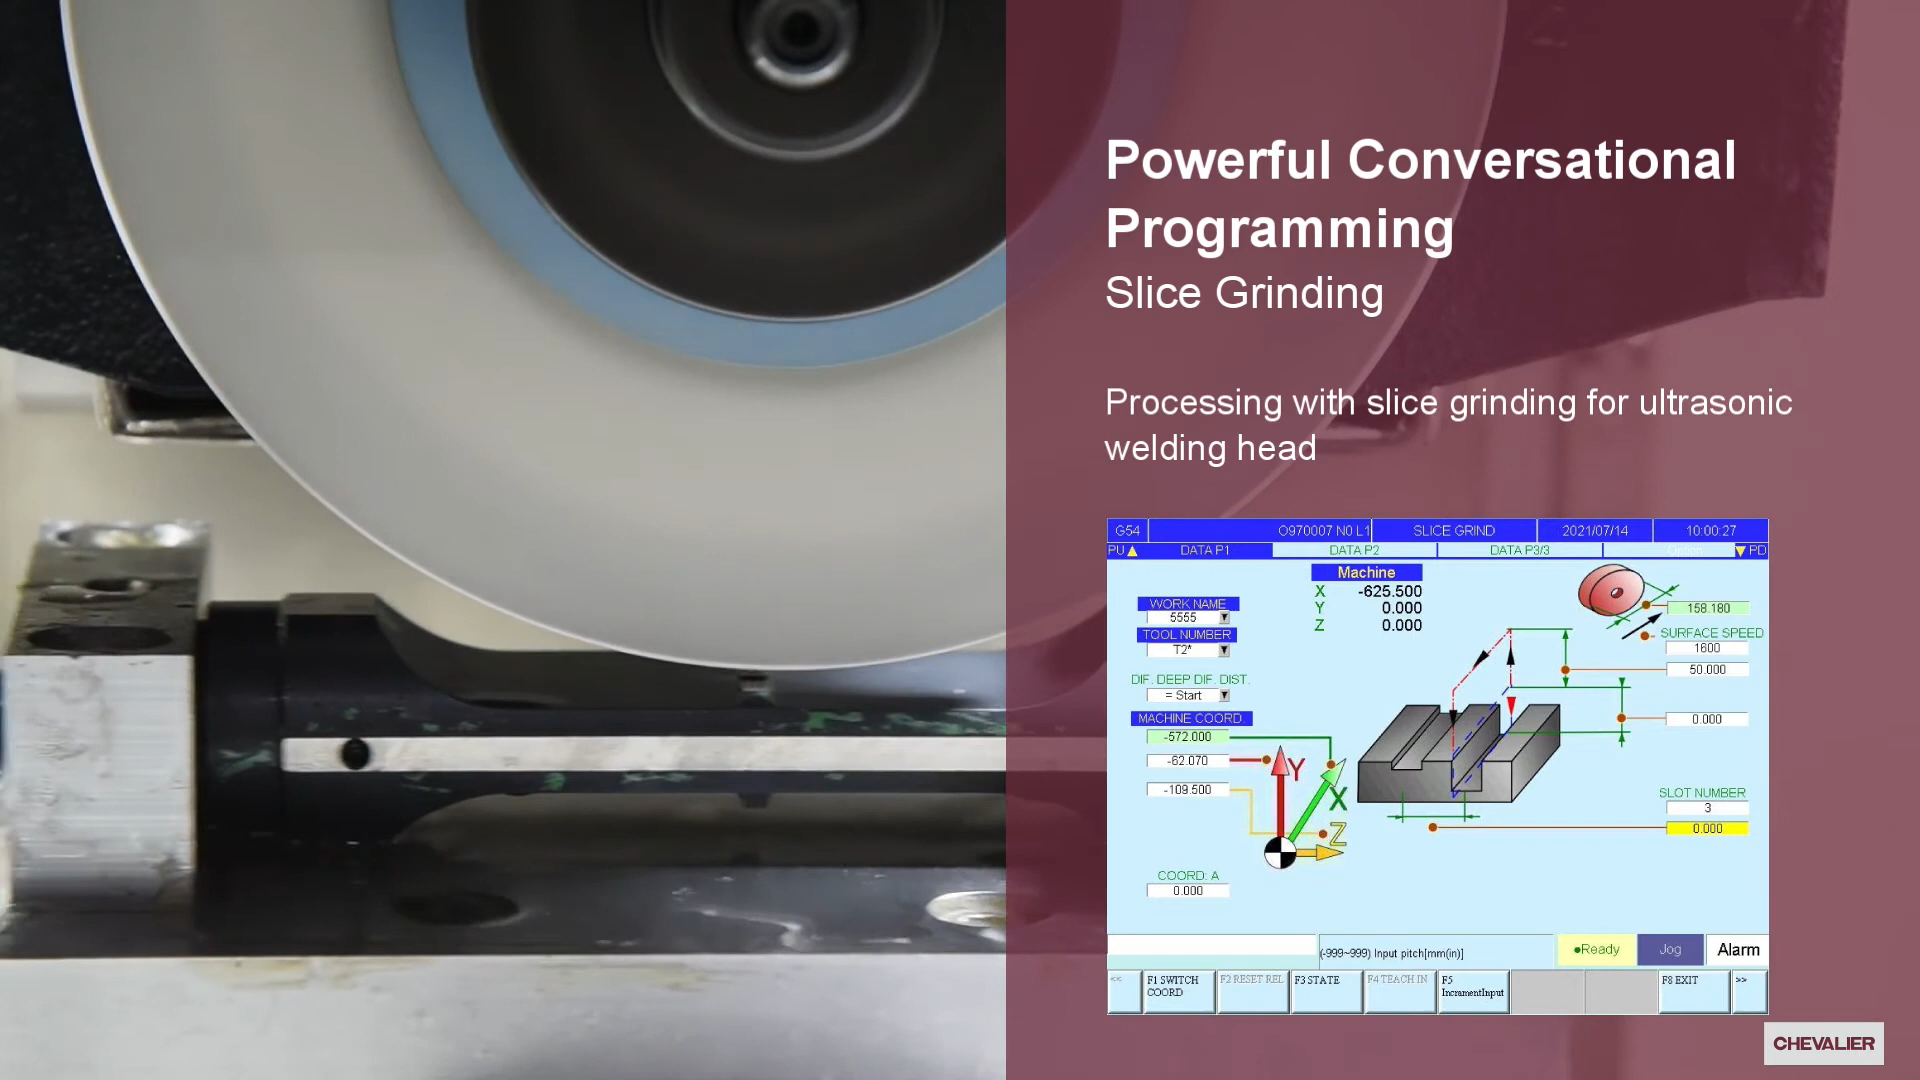 Powerful Conversational
Programming
Slice Grinding
Processing with slice grinding for ultrasonic
welding head
G54 O970007 N0 L1 SLICE GRIND 2021/07/14 10:00:27
PU DATA P1 DATA P2 DATA P3/3 Option PD
Machine
X -625.500
Y 0.000
Z 0.000
WORK NAME
5555
TOOL NUMBER
T2*
DIF. DEEP DIF. DIST.
= Start
MACHINE COORD.
-572.000
-62.070
-109.500
Y
X
Z
COORD: A
0.000
158.180
SURFACE SPEED
1600
50.000
0.000
SLOT NUMBER
3
0.000
(-999~999) Input pitch[mm(in)]
Ready Jog Alarm
<< F1 SWITCH COORD F2 RESET REL F3 STATE F4 TEACH IN F5 IncramentInput F8 EXIT >>
CHEVALIER